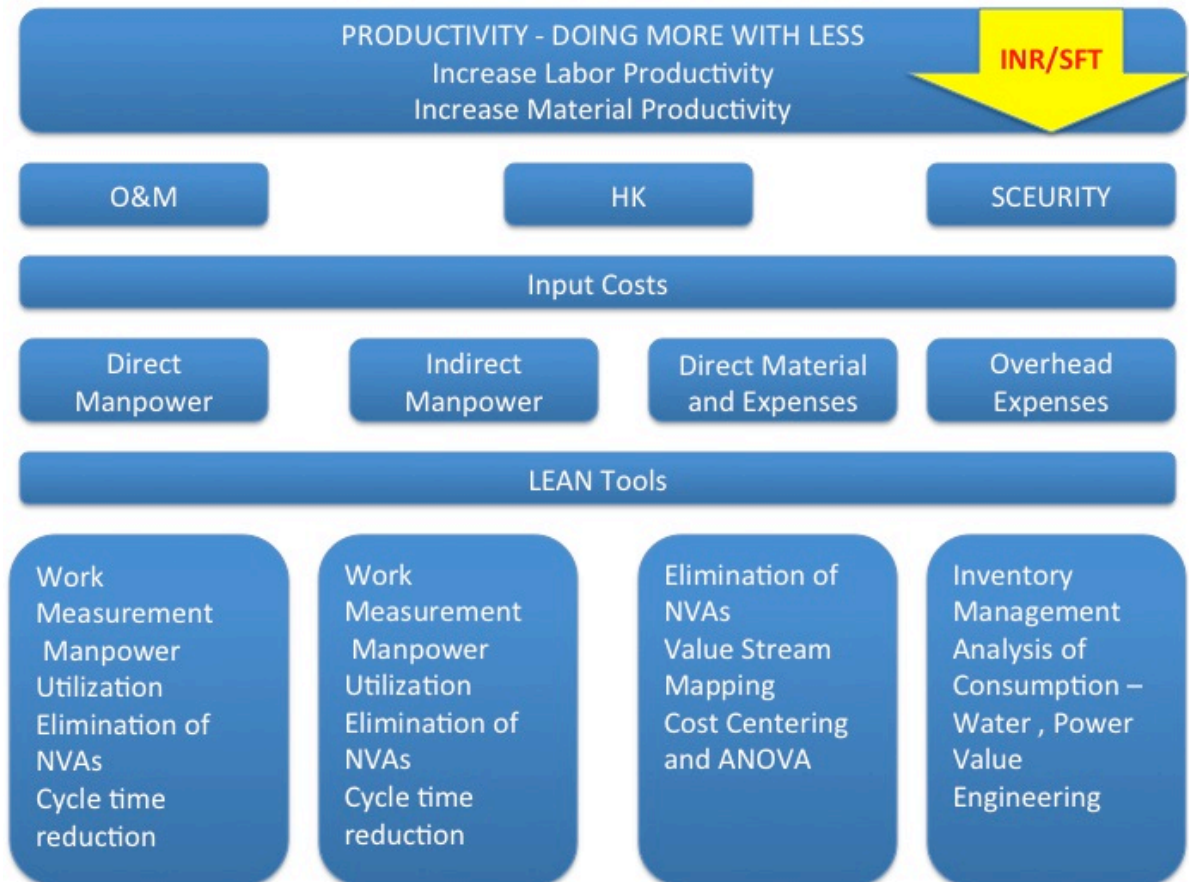 PRODUCTIVITY - DOING MORE WITH LESS
Increase Labor Productivity
Increase Material Productivity
INR/SFT
O&M
HK
SCEURITY
Input Costs
Direct
Manpower
Indirect
Manpower
Direct Material
and Expenses
Overhead
Expenses
LEAN Tools
Work
Measurement
Manpower
Utilization
Elimination of
NVAs
Cycle time
reduction
Work
Measurement
Manpower
Utilization
Elimination of
NVAs
Cycle time
reduction
Elimination of
NVAs
Value Stream
Mapping
Cost Centering
and ANOVA
Inventory
Management
Analysis of
Consumption –
Water , Power
Value
Engineering